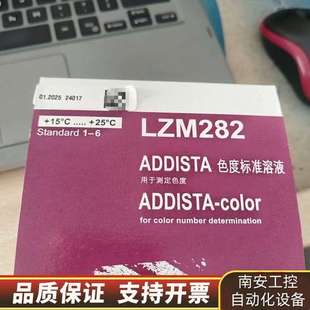 01.2025 24017
+15°C ..... +25°C
Standard 1-6
LZM282
ADDISTA 色度标准溶液
用于测定色度
ADDISTA-color
for color number determination
品质保证 支持开票
南安工控
自动化设备